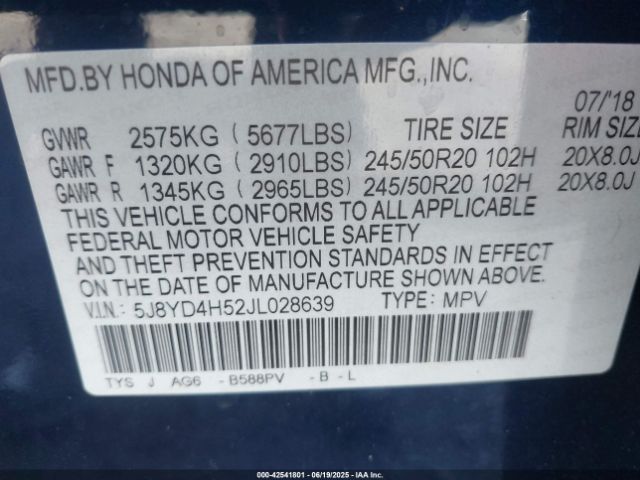 MFD.BY HONDA OF AMERICA MFG.,INC.
07/'18
GVWR 2575KG ( 5677LBS) TIRE SIZE RIM SIZE
GAWR F 1320KG ( 2910LBS) 245/50R20 102H 20X8.0J
GAWR R 1345KG ( 2965LBS) 245/50R20 102H 20X8.0J
THIS VEHICLE CONFORMS TO ALL APPLICABLE
FEDERAL MOTOR VEHICLE SAFETY
AND THEFT PREVENTION STANDARDS IN EFFECT
ON THE DATE OF MANUFACTURE SHOWN ABOVE.
V.I.N.: 5J8YD4H52JL028639 TYPE: MPV
TYS J AG6 - B588PV - B - L
000-42541801 - 06/19/2025 - IAA Inc.